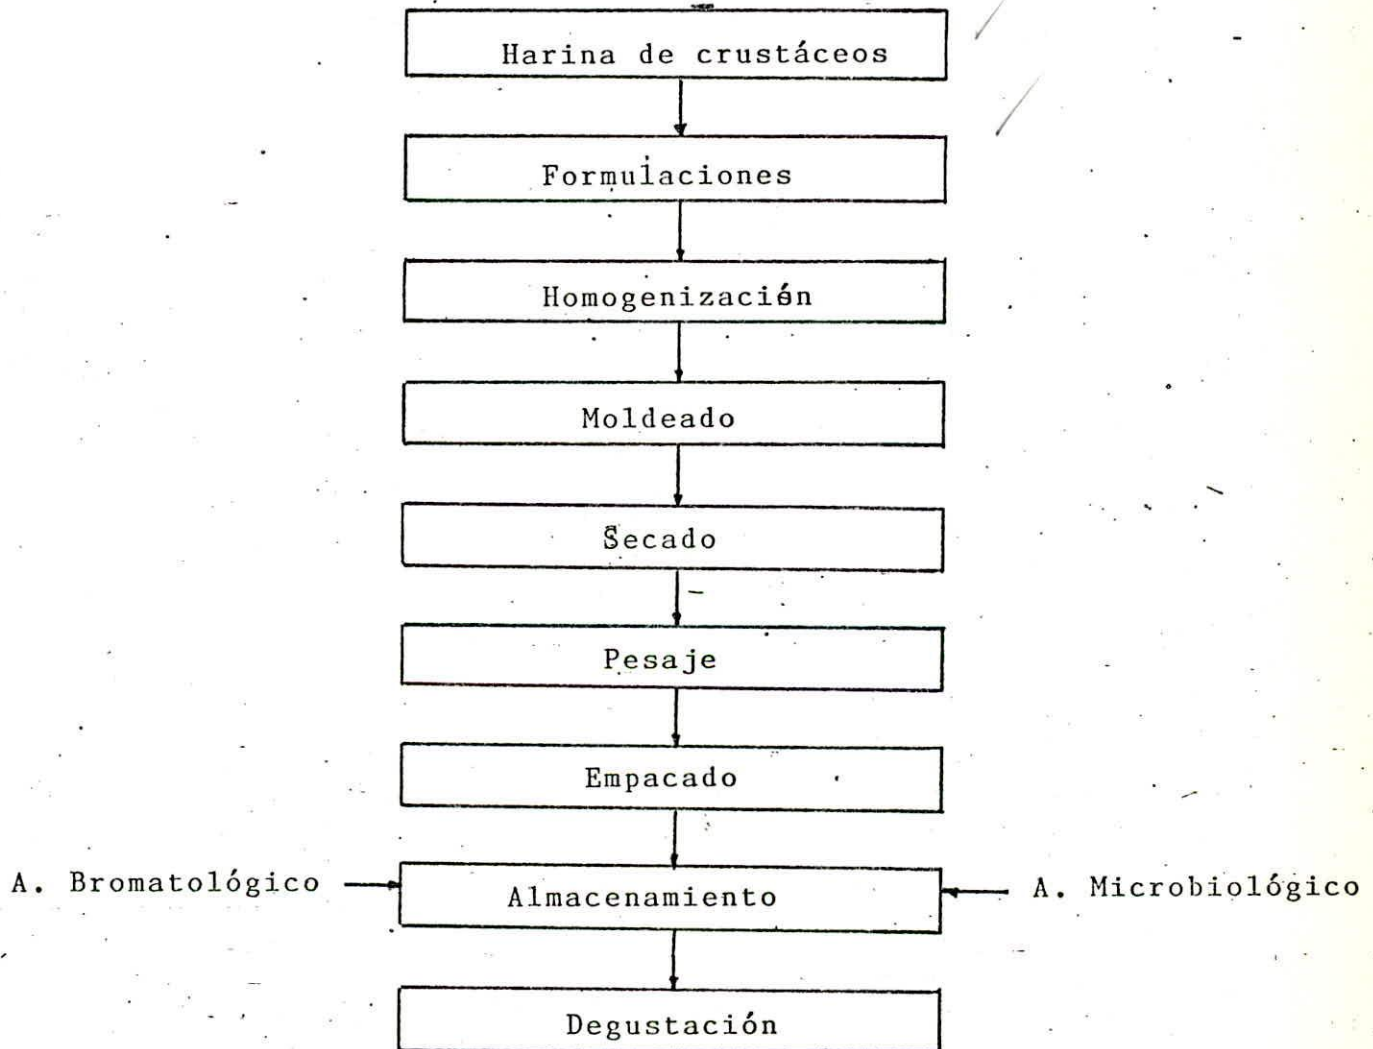 Harina de crustáceos
Formulaciones
Homogenización
Moldeado
Secado
Pesaje
Empacado
A. Bromatológico
Almacenamiento
A. Microbiológico
Degustación